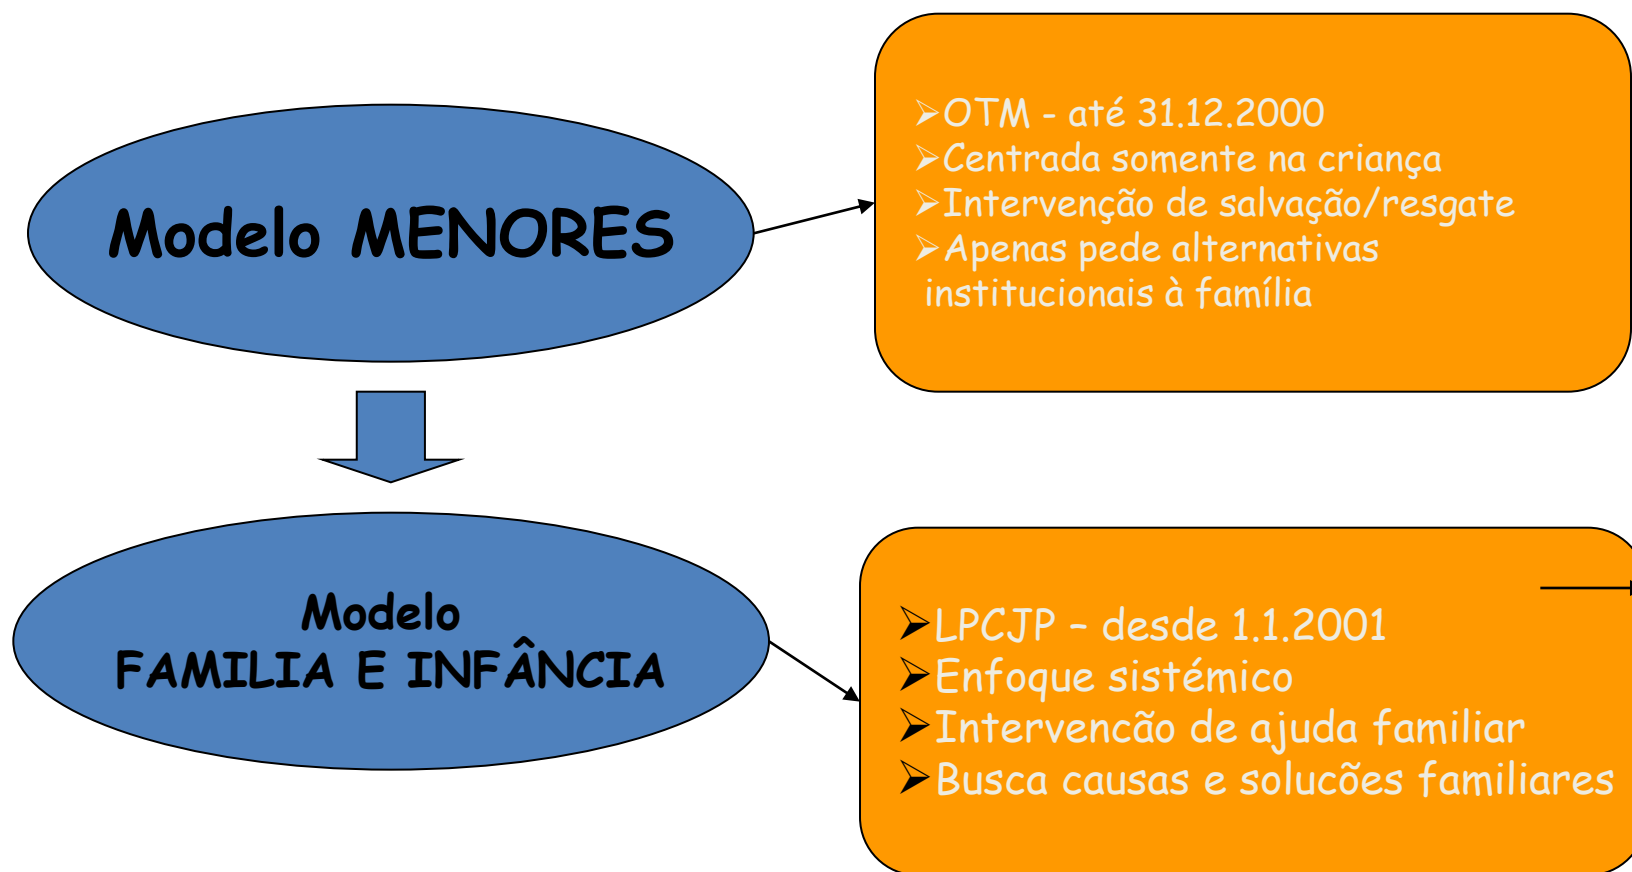 Modelo MENORES
➢OTM - até 31.12.2000
➢Centrada somente na criança
➢Intervenção de salvação/resgate
➢Apenas pede alternativas
institucionais à família
Modelo
FAMILIA E INFÂNCIA
➢LPCJP – desde 1.1.2001
➢Enfoque sistémico
➢Intervencão de ajuda familiar
➢Busca causas e solucões familiares